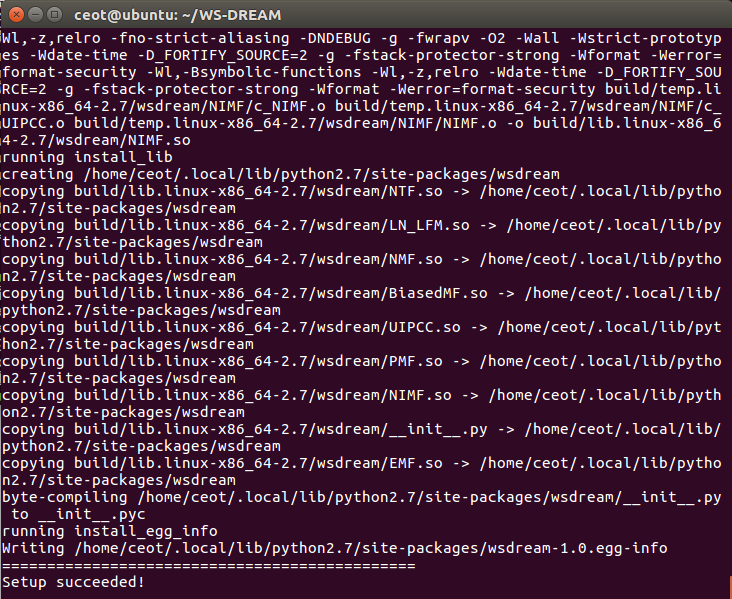 ceot@ubuntu: ~/WS-DREAM
Wl,-z,relro -fno-strict-aliasing -DNDEBUG -g -fwrapv -O2 -Wall -Wstrict-prototyp
es -Wdate-time -D_FORTIFY_SOURCE=2 -g -fstack-protector-strong -Wformat -Werror=
format-security -Wl,-Bsymbolic-functions -Wl,-z,relro -Wdate-time -D_FORTIFY_SOU
RCE=2 -g -fstack-protector-strong -Wformat -Werror=format-security build/temp.li
nux-x86_64-2.7/wsdream/NIMF/c_NIMF.o build/temp.linux-x86_64-2.7/wsdream/NIMF/c_
UIPCC.o build/temp.linux-x86_64-2.7/wsdream/NIMF/NIMF.o -o build/lib.linux-x86_6
4-2.7/wsdream/NIMF.so
running install_lib
creating /home/ceot/.local/lib/python2.7/site-packages/wsdream
copying build/lib.linux-x86_64-2.7/wsdream/NTF.so -> /home/ceot/.local/lib/pytho
n2.7/site-packages/wsdream
copying build/lib.linux-x86_64-2.7/wsdream/LN_LFM.so -> /home/ceot/.local/lib/py
thon2.7/site-packages/wsdream
copying build/lib.linux-x86_64-2.7/wsdream/NMF.so -> /home/ceot/.local/lib/pytho
n2.7/site-packages/wsdream
copying build/lib.linux-x86_64-2.7/wsdream/BiasedMF.so -> /home/ceot/.local/lib/
python2.7/site-packages/wsdream
copying build/lib.linux-x86_64-2.7/wsdream/UIPCC.so -> /home/ceot/.local/lib/pyt
hon2.7/site-packages/wsdream
copying build/lib.linux-x86_64-2.7/wsdream/PMF.so -> /home/ceot/.local/lib/pytho
n2.7/site-packages/wsdream
copying build/lib.linux-x86_64-2.7/wsdream/NIMF.so -> /home/ceot/.local/lib/pyth
on2.7/site-packages/wsdream
copying build/lib.linux-x86_64-2.7/wsdream/__init__.py -> /home/ceot/.local/lib/
python2.7/site-packages/wsdream
copying build/lib.linux-x86_64-2.7/wsdream/EMF.so -> /home/ceot/.local/lib/pytho
n2.7/site-packages/wsdream
byte-compiling /home/ceot/.local/lib/python2.7/site-packages/wsdream/__init__.py
 to __init__.pyc
running install_egg_info
Writing /home/ceot/.local/lib/python2.7/site-packages/wsdream-1.0.egg-info
==============================================
Setup succeeded!